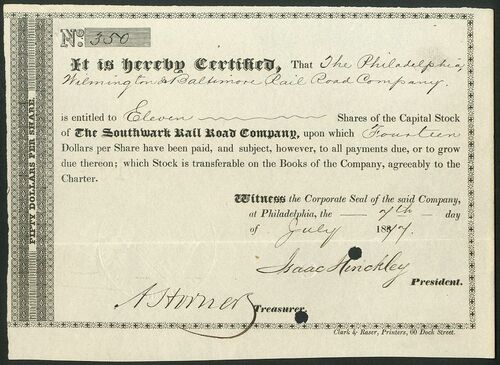 No. 350
It is hereby Certified, That The Philadelphia,
Wilmington & Baltimore Rail Road Company.
is entitled to Eleven Shares of the Capital Stock
of The Southwark Rail Road Company, upon which Fourteen
Dollars per Share have been paid, and subject, however, to all payments due, or to grow
due thereon; which Stock is transferable on the Books of the Company, agreeably to the
Charter.
Witness the Corporate Seal of the said Company,
at Philadelphia, the 7th day
of July
Isaac Hinckley
President.
Treasurer.
Clark & Raser, Printers, 60 Dock Street.
FIFTY DOLLARS PER SHARE.